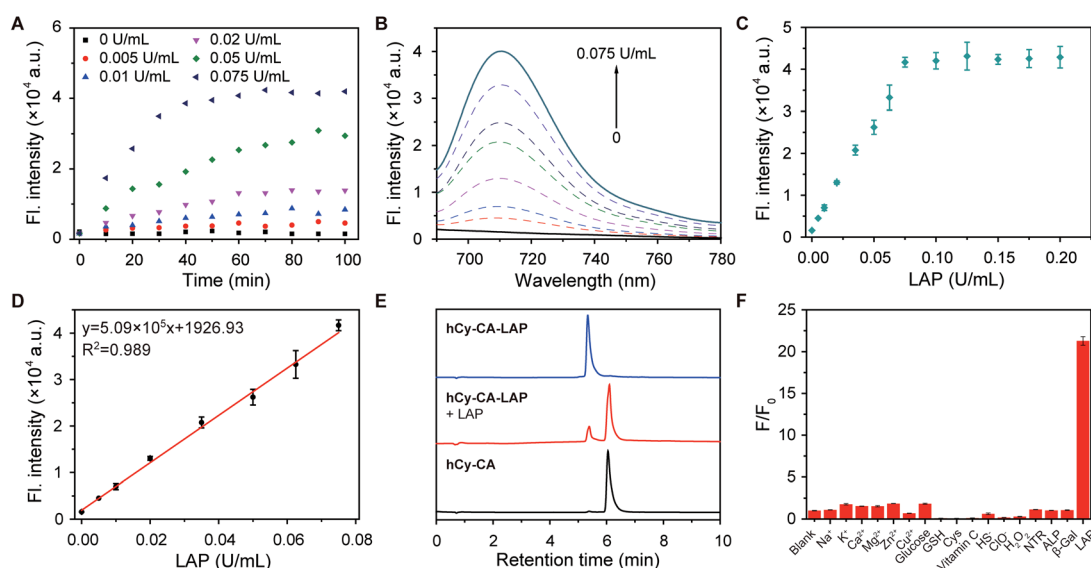 A
0 U/mL
0.005 U/mL
0.01 U/mL
0.02 U/mL
0.05 U/mL
0.075 U/mL
Fl. intensity (×10⁴ a.u.)
6
4
2
0
0 20 40 60 80 100
Time (min)
B
0.075 U/mL
0
Fl. intensity (×10⁴ a.u.)
4
3
2
1
0
700 720 740 760 780
Wavelength (nm)
C
Fl. intensity (×10⁴ a.u.)
5
4
3
2
1
0
0.00 0.05 0.10 0.15 0.20
LAP (U/mL)
D
y=5.09×10⁵x+1926.93
R²=0.989
Fl. intensity (×10⁴ a.u.)
4
3
2
1
0
0.00 0.02 0.04 0.06 0.08
LAP (U/mL)
E
hCy-CA-LAP
hCy-CA-LAP
+ LAP
hCy-CA
0 2 4 6 8 10
Retention time (min)
F
F/F₀
25
20
15
10
5
0
Blank
Na⁺
K⁺
Ca²⁺
Mg²⁺
Zn²⁺
Cu²⁺
Glucose
GSH
Cys
Vitamin C
HS⁻
ClO⁻
H₂O₂
NTR
ALP
β-Gal
LAP